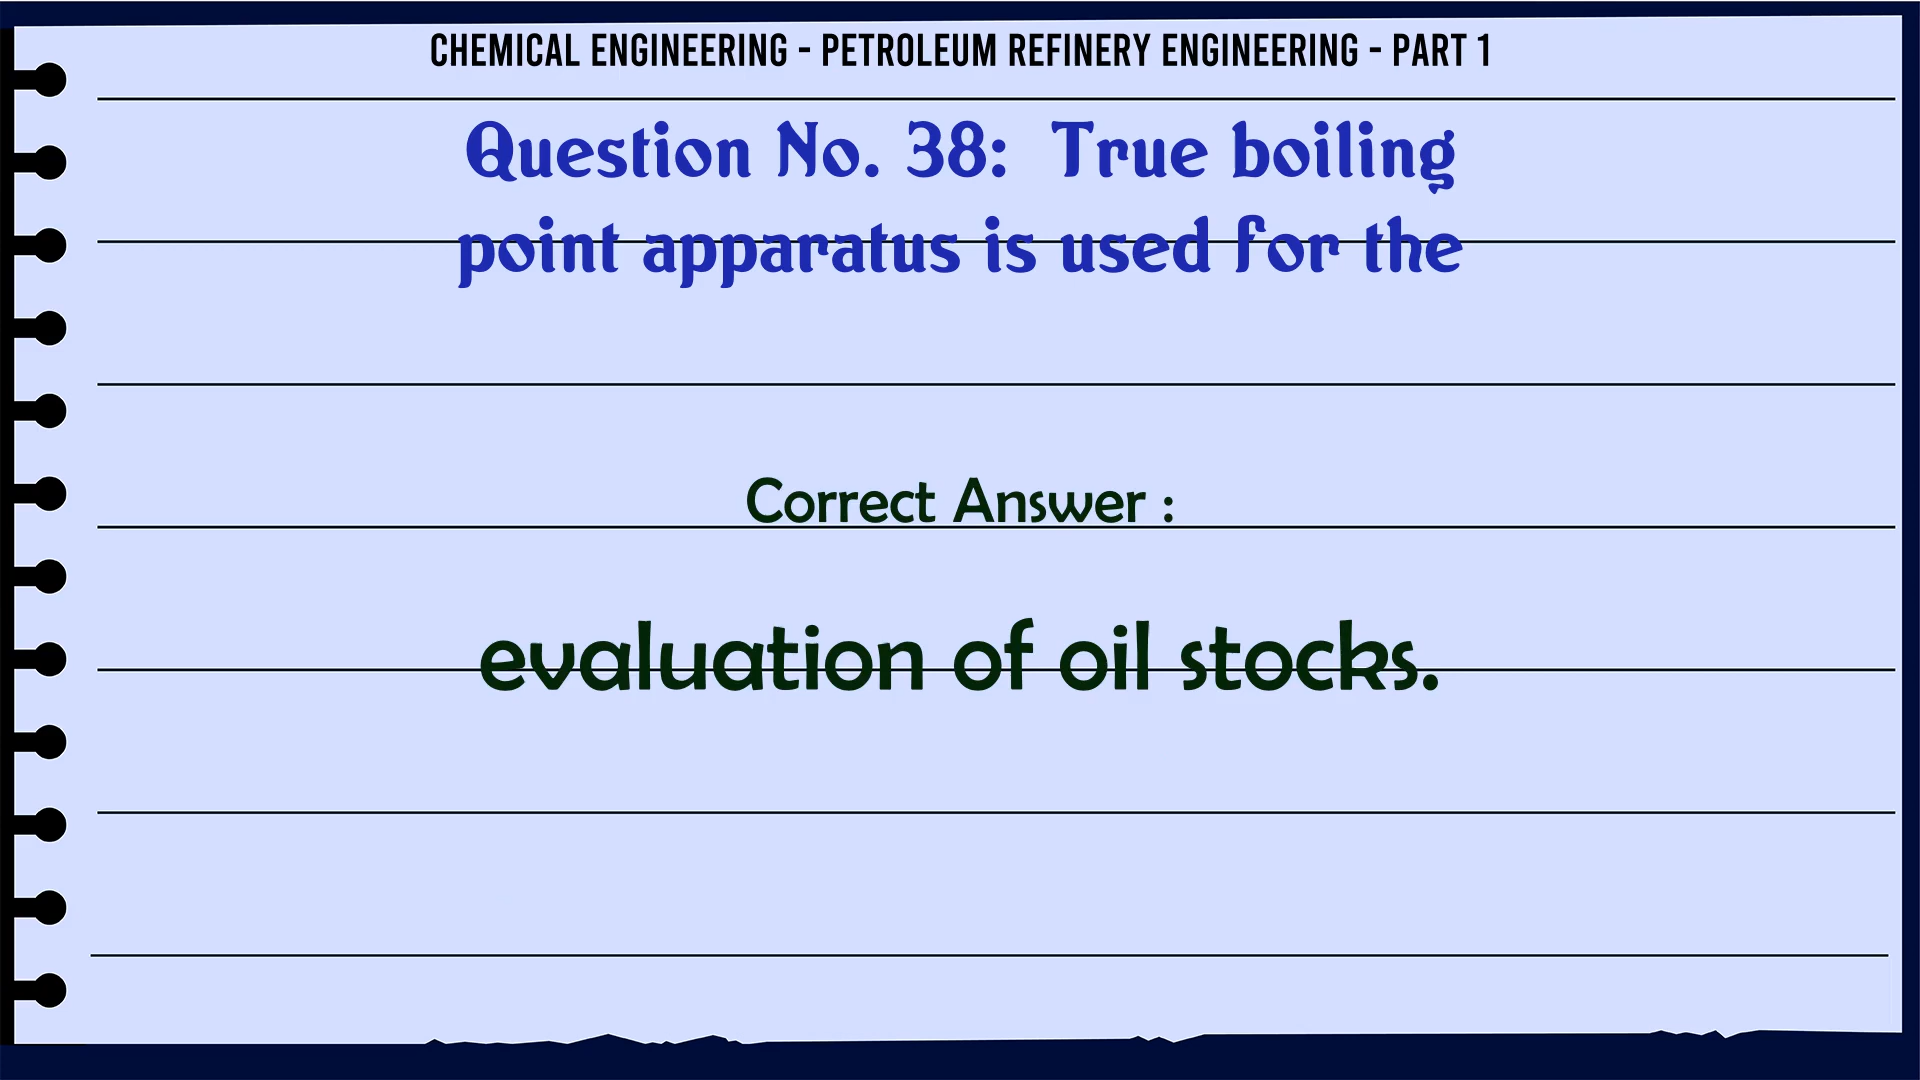 CHEMICAL ENGINEERING - PETROLEUM REFINERY ENGINEERING - PART 1
Question No. 38: True boiling
point apparatus is used for the
Correct Answer :
evaluation of oil stocks.